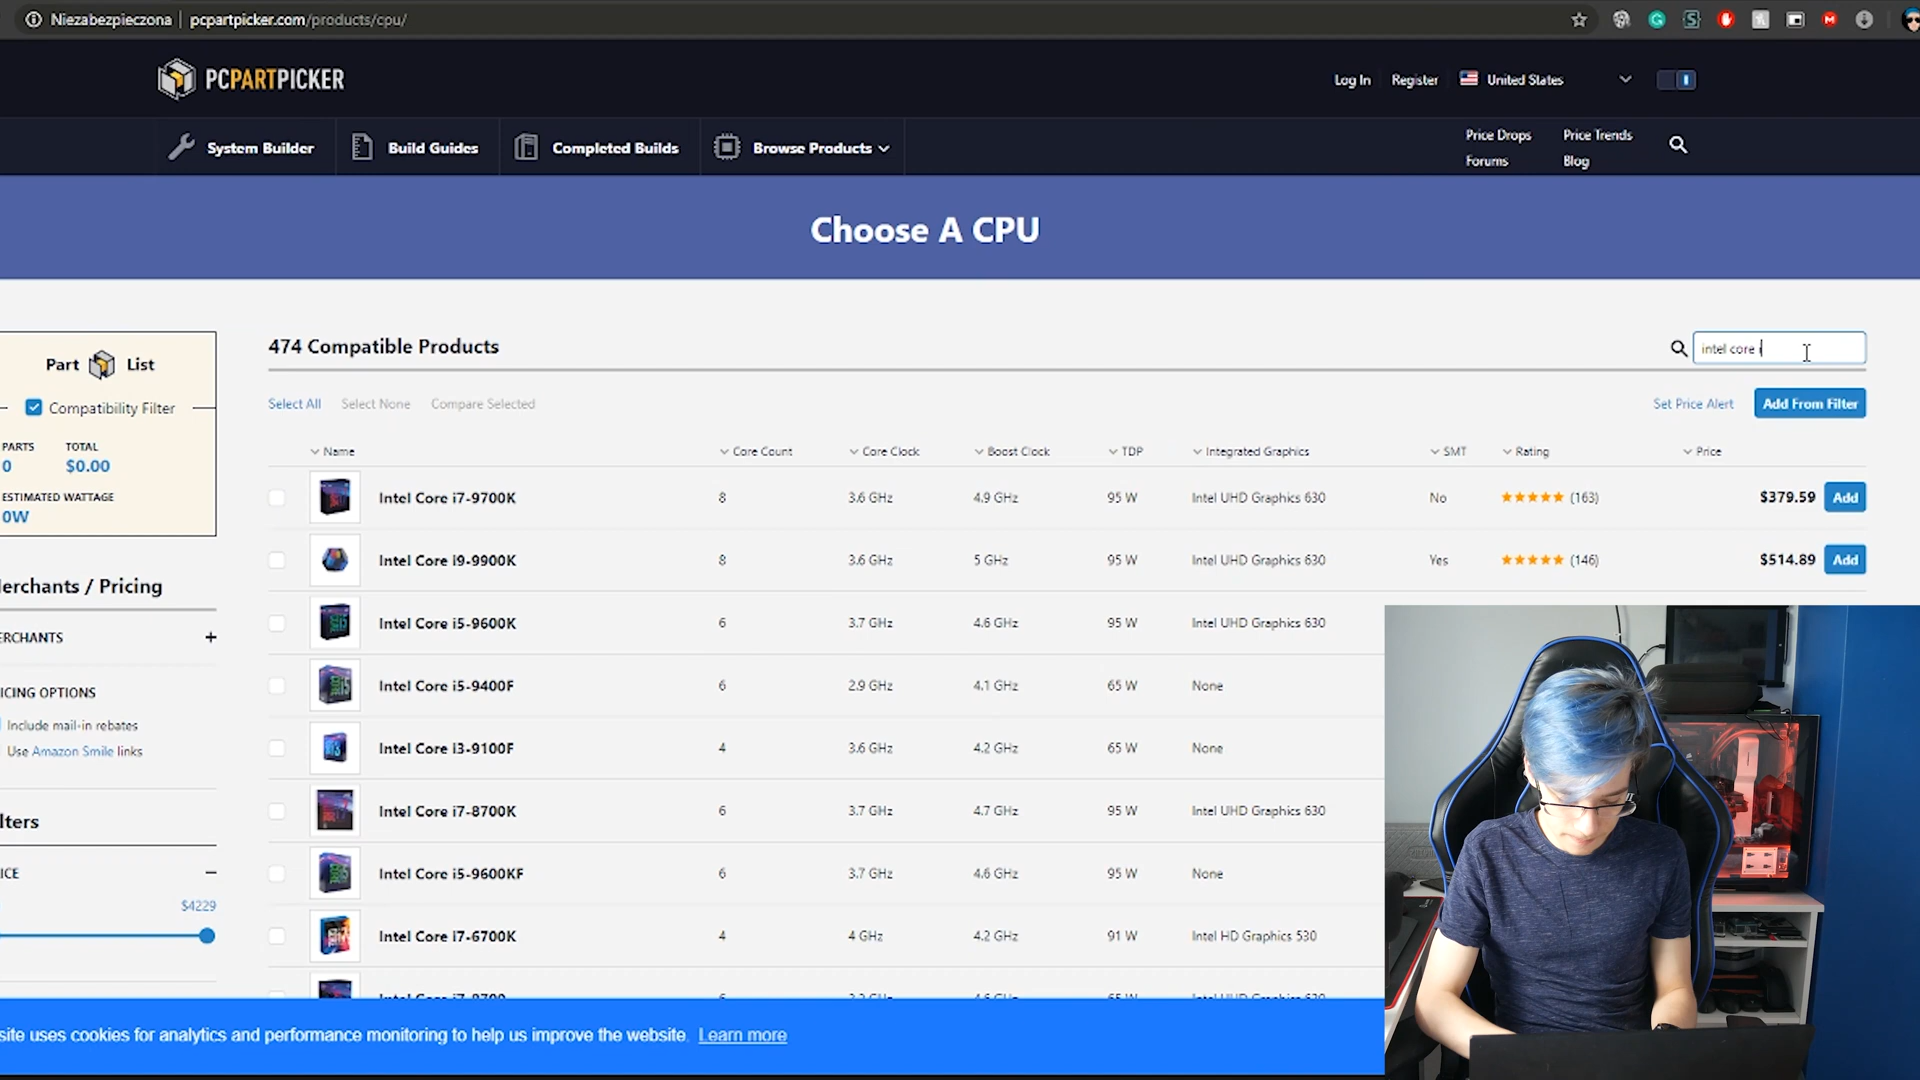 Niezabezpieczona pcpartpicker.com/products/cpu/
PCPARTPICKER
Log In Register United States
System Builder Build Guides Completed Builds Browse Products
Price Drops Price Trends
Forums Blog
Choose A CPU
Part List
Compatibility Filter
PARTS TOTAL
0 $0.00
ESTIMATED WATTAGE
0W
474 Compatible Products
intel core i
Select All Select None Compare Selected
Set Price Alert Add From Filter
Name Core Count Core Clock Boost Clock TDP Integrated Graphics SMT Rating Price
Intel Core i7-9700K 8 3.6 GHz 4.9 GHz 95 W Intel UHD Graphics 630 No (163) $379.59 Add
Intel Core i9-9900K 8 3.6 GHz 5 GHz 95 W Intel UHD Graphics 630 Yes (146) $514.89 Add
Intel Core i5-9600K 6 3.7 GHz 4.6 GHz 95 W Intel UHD Graphics 630
Intel Core i5-9400F 6 2.9 GHz 4.1 GHz 65 W None
Intel Core i3-9100F 4 3.6 GHz 4.2 GHz 65 W None
Intel Core i7-8700K 6 3.7 GHz 4.7 GHz 95 W Intel UHD Graphics 630
Intel Core i5-9600KF 6 3.7 GHz 4.6 GHz 95 W None
Intel Core i7-6700K 4 4 GHz 4.2 GHz 91 W Intel HD Graphics 530
erchants / Pricing
ERCHANTS +
ICING OPTIONS
Include mail-in rebates
Use Amazon Smile links
lters
ICE
$4229
site uses cookies for analytics and performance monitoring to help us improve the website. Learn more